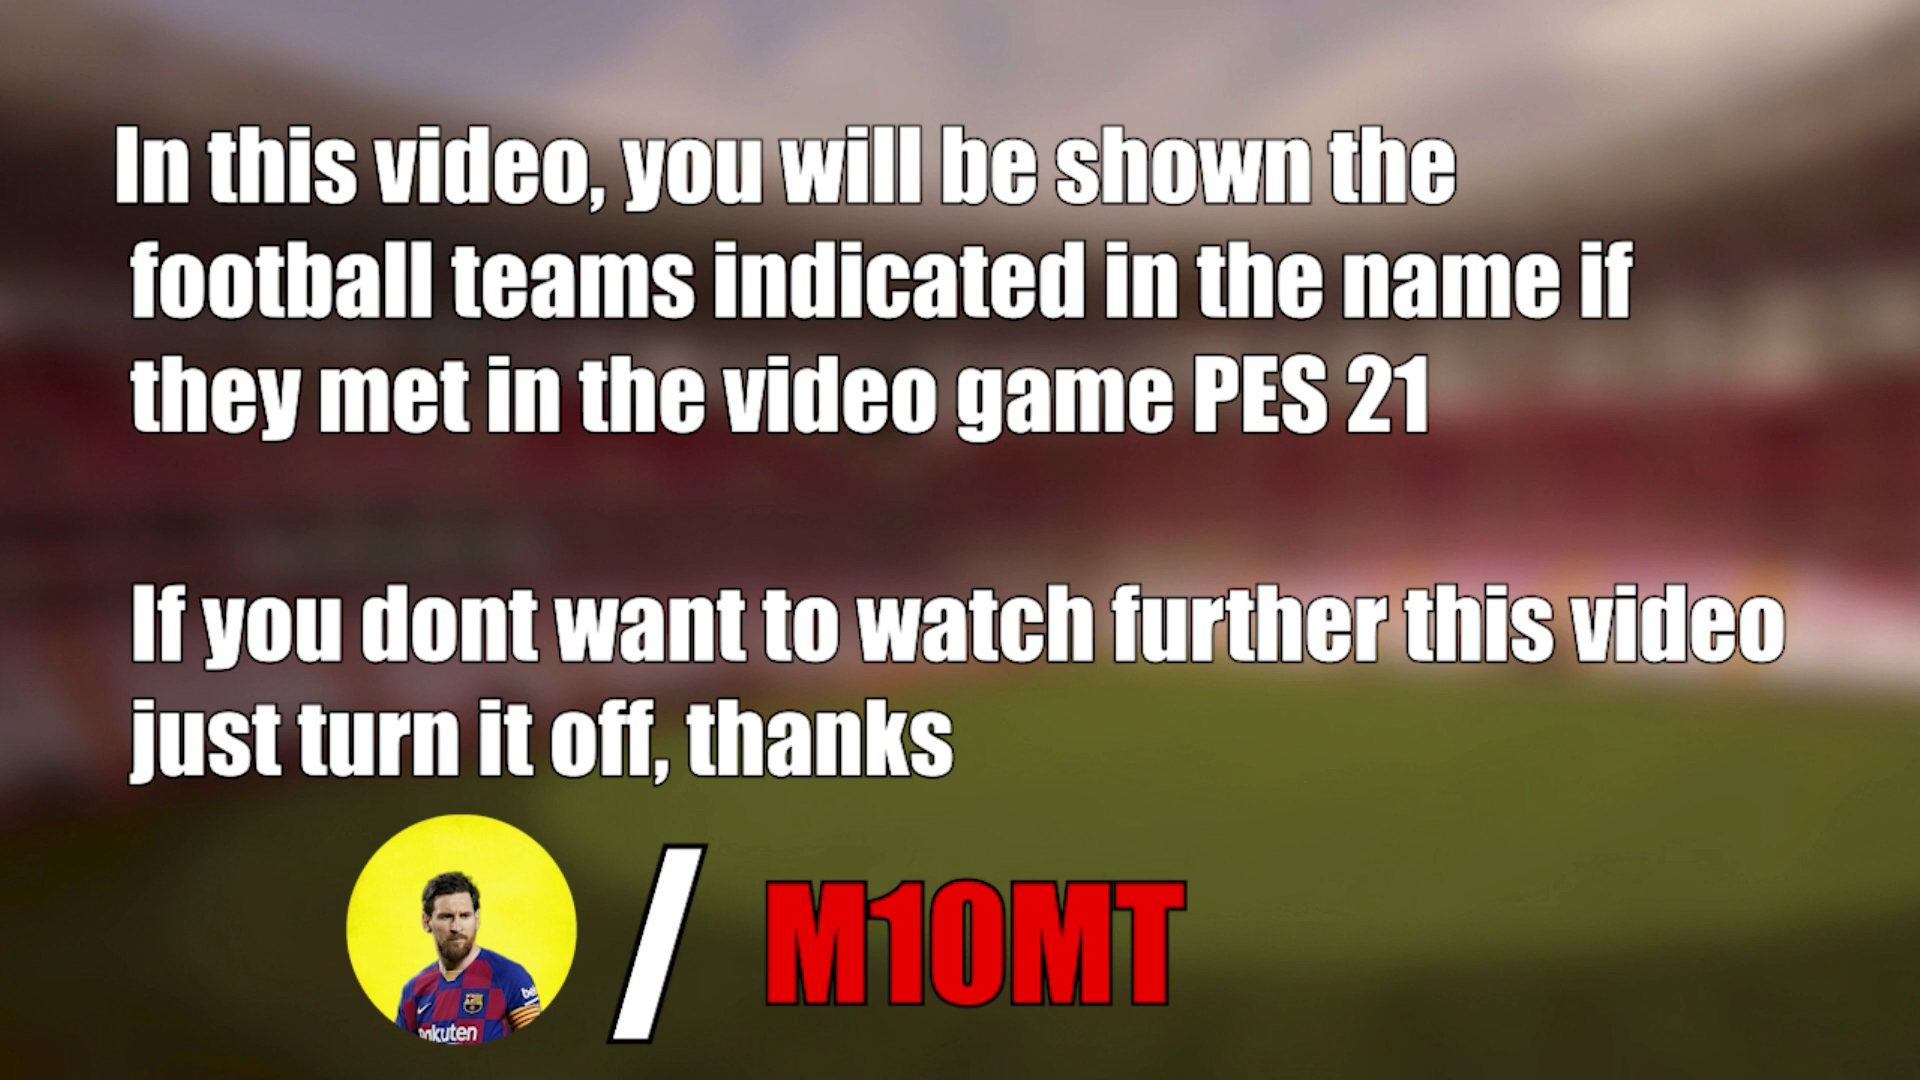 In this video, you will be shown the
football teams indicated in the name if
they met in the video game PES 21
If you dont want to watch further this video
just turn it off, thanks
/ M10MT
Rakuten